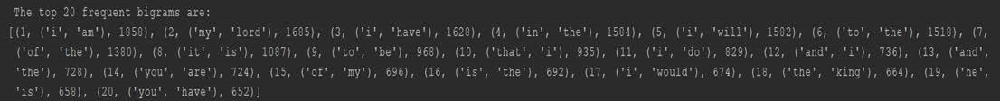 The top 20 frequent bigrams are:
[(1, ('i', 'am'), 1858), (2, ('my', 'lord'), 1685), (3, ('i', 'have'), 1628), (4, ('in', 'the'), 1584), (5, ('i', 'will'), 1582), (6, ('to', 'the'), 1518), (7,
('of', 'the'), 1380), (8, ('it', 'is'), 1087), (9, ('to', 'be'), 968), (10, ('that', 'i'), 935), (11, ('i', 'do'), 829), (12, ('and', 'i'), 736), (13, ('and',
'the'), 728), (14, ('you', 'are'), 724), (15, ('of', 'my'), 696), (16, ('is', 'the'), 692), (17, ('i', 'would'), 674), (18, ('the', 'king'), 664), (19, ('he',
'is'), 658), (20, ('you', 'have'), 652)]